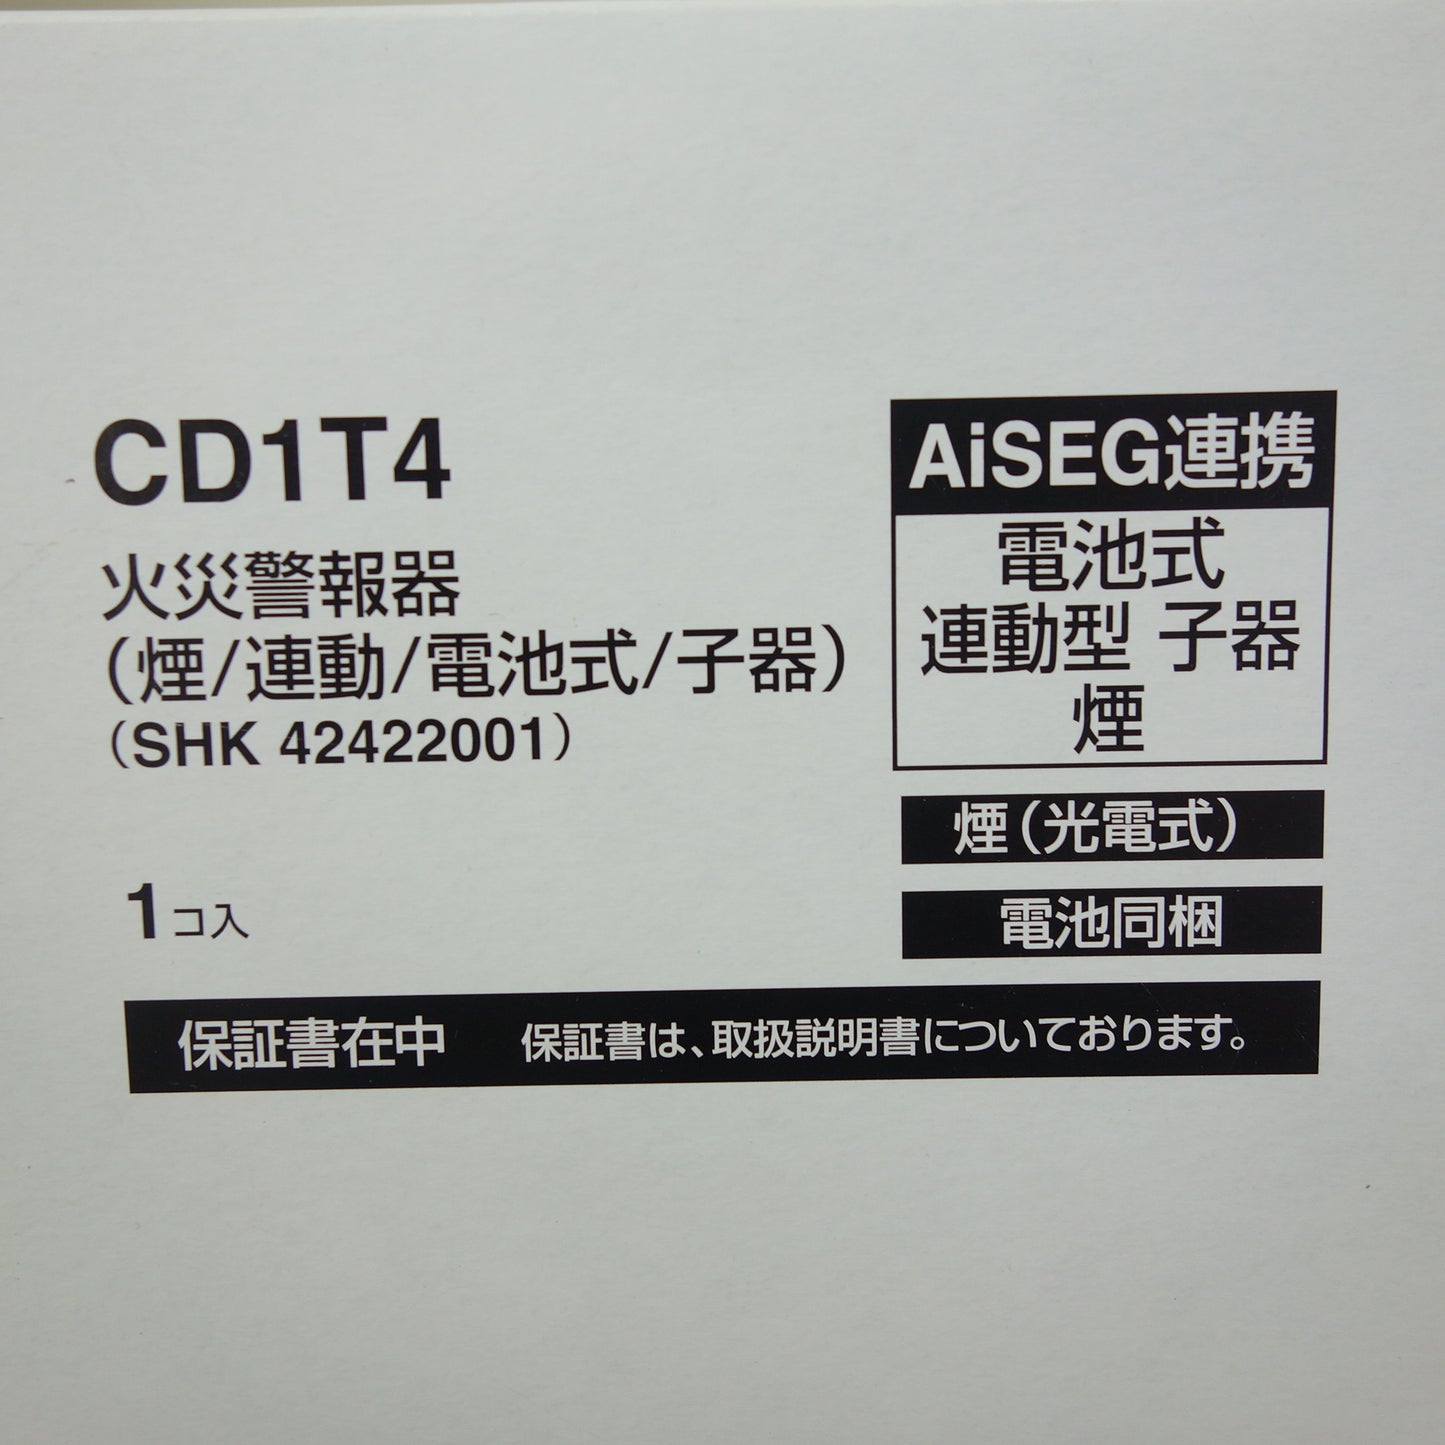 CD1T4
火災警報器
(煙/連動/電池式/子器)
(SHK 42422001)
1コ入
AiSEG連携
電池式
連動型 子器
煙
煙(光電式)
電池同梱
保証書在中 保証書は、取扱説明書についております。